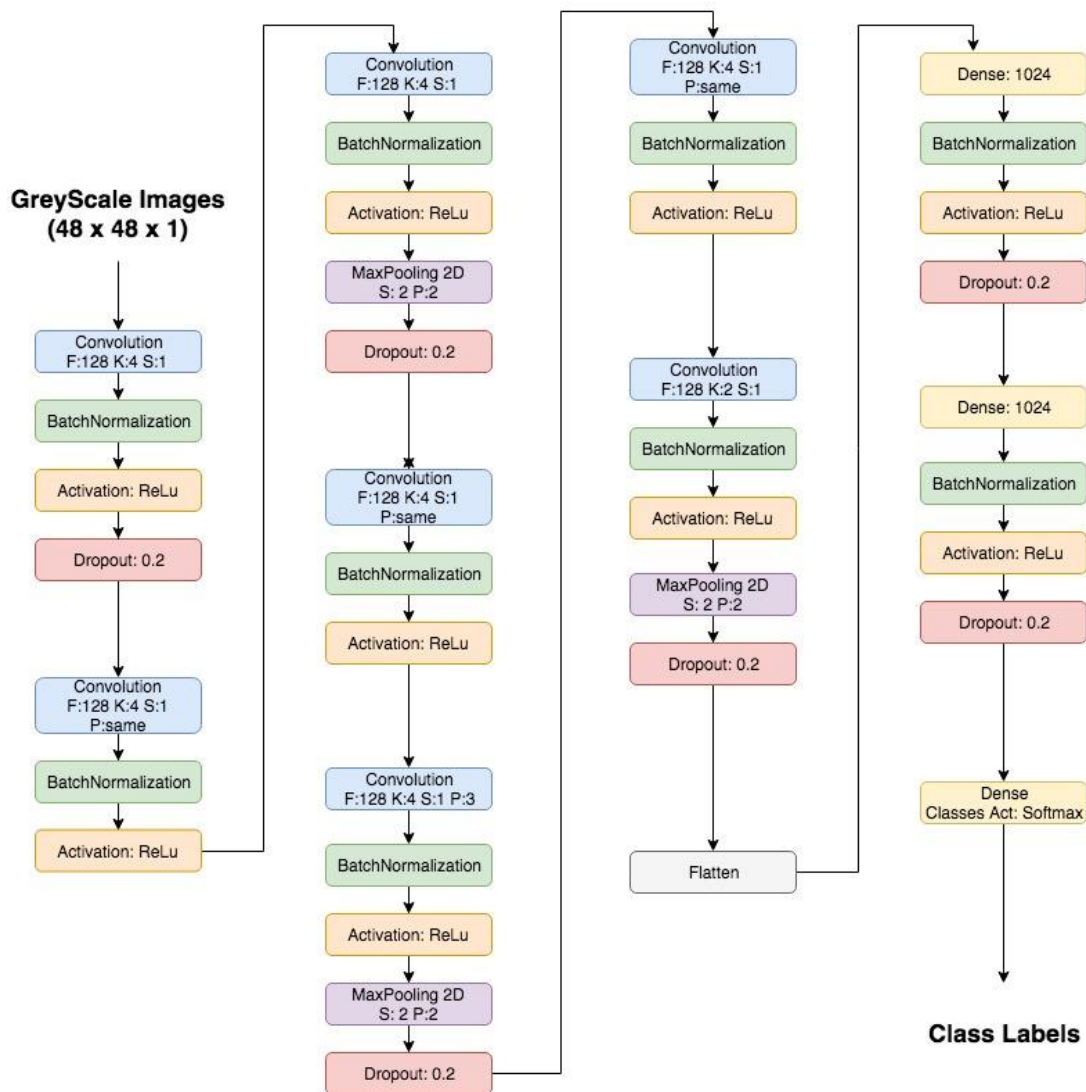 GreyScale Images
(48 x 48 x 1)
Convolution
F:128 K:4 S:1
BatchNormalization
Activation: ReLu
Dropout: 0.2
Convolution
F:128 K:4 S:1
P:same
BatchNormalization
Activation: ReLu
Convolution
F:128 K:4 S:1
BatchNormalization
Activation: ReLu
MaxPooling 2D
S: 2 P:2
Dropout: 0.2
Convolution
F:128 K:4 S:1
P:same
BatchNormalization
Activation: ReLu
Convolution
F:128 K:4 S:1 P:3
BatchNormalization
Activation: ReLu
MaxPooling 2D
S: 2 P:2
Dropout: 0.2
Convolution
F:128 K:4 S:1
P:same
BatchNormalization
Activation: ReLu
Convolution
F:128 K:2 S:1
BatchNormalization
Activation: ReLu
MaxPooling 2D
S: 2 P:2
Dropout: 0.2
Flatten
Dense: 1024
BatchNormalization
Activation: ReLu
Dropout: 0.2
Dense: 1024
BatchNormalization
Activation: ReLu
Dropout: 0.2
Dense
Classes Act: Softmax
Class Labels